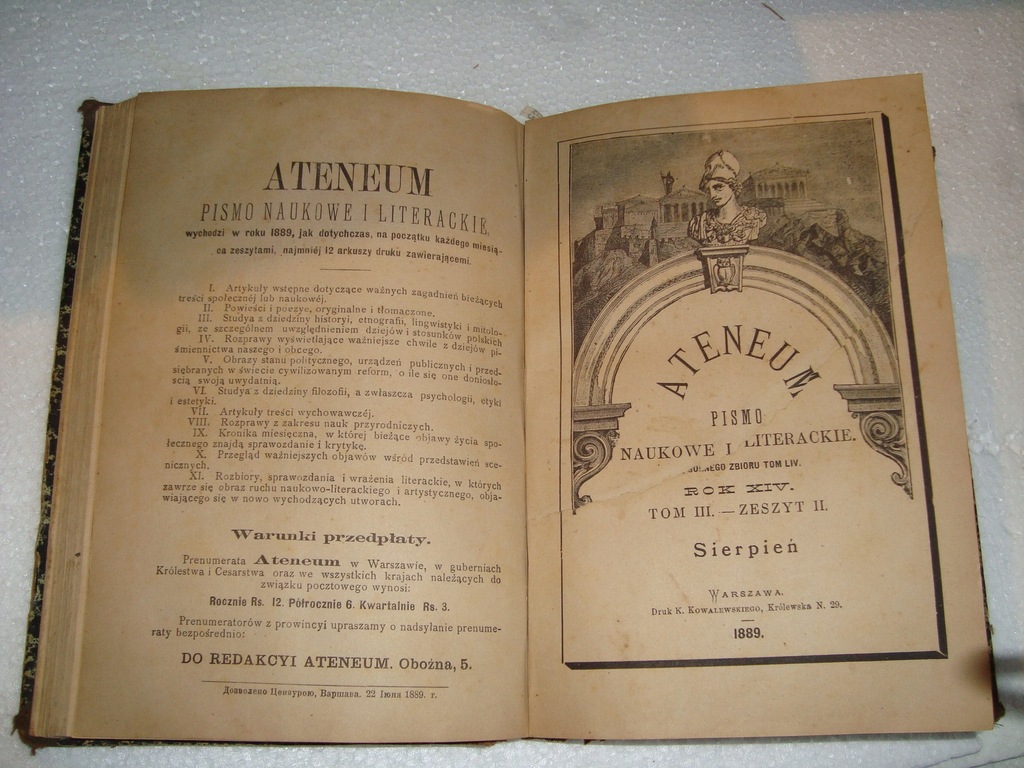 ATENEUM
PISMO NAUKOWE I LITERACKIE,
wychodzi w roku 1889, jak dotychczas, na początku każdego miesią-
ca zeszytami, najmniéj 12 arkuszy druku zawierającemi.
I. Artykuły wstępne dotyczące ważnych zagadnień bieżących
treści społecznéj lub naukowéj.
II. Powieści i poezye, oryginalne i tłomaczone.
III. Studya z dziedziny historyi, etnografii, lingwistyki i mitolo-
gii, ze szczególnem uwzględnieniem dziejów i stosunków polskich
IV. Rozprawy wyświetlające ważniejsze chwile z dziejów pi-
śmiennictwa naszego i obcego.
V. Obrazy stanu politycznego, urządzeń publicznych i przed-
siębranych w świecie cywilizowanym reform, o ile się one doniosło-
ścią swoją uwydatnią.
VI. Studya z dziedziny filozofii, a zwłaszcza psychologii, etyki
i estetyki.
VII. Artykuły treści wychowawczéj.
VIII. Rozprawy z zakresu nauk przyrodniczych.
IX. Kronika miesięczna, w któréj bieżące objawy życia spo-
łecznego znajdą sprawozdanie i krytykę.
X. Przegląd ważniejszych objawów wśród przedstawień sce-
nicznych.
XI. Rozbiory, sprawozdania i wrażenia literackie, w których
zawrze się obraz ruchu naukowo-literackiego i artystycznego, obja-
wiającego się w nowo wychodzących utworach.
Warunki przedpłaty.
Prenumerata Ateneum w Warszawie, w guberniach
Królestwa i Cesarstwa oraz we wszystkich krajach należących do
związku pocztowego wynosi:
Rocznie Rs. 12. Półrocznie 6. Kwartalnie Rs. 3.
Prenumeratorów z prowincyi upraszamy o nadsyłanie prenume-
raty bezpośrednio:
DO REDAKCYI ATENEUM. Oboźna, 5.
Дозволено Цензурою, Варшава. 22 Іюня 1889. г.
ATENEUM
PISMO
NAUKOWE I LITERACKIE.
ZBIORU TOM LIV.
ROK XIV.
TOM III. — ZESZYT II.
Sierpień
WARSZAWA.
Druk K. KOWALEWSKIEGO, Królewska N. 29.
1889.